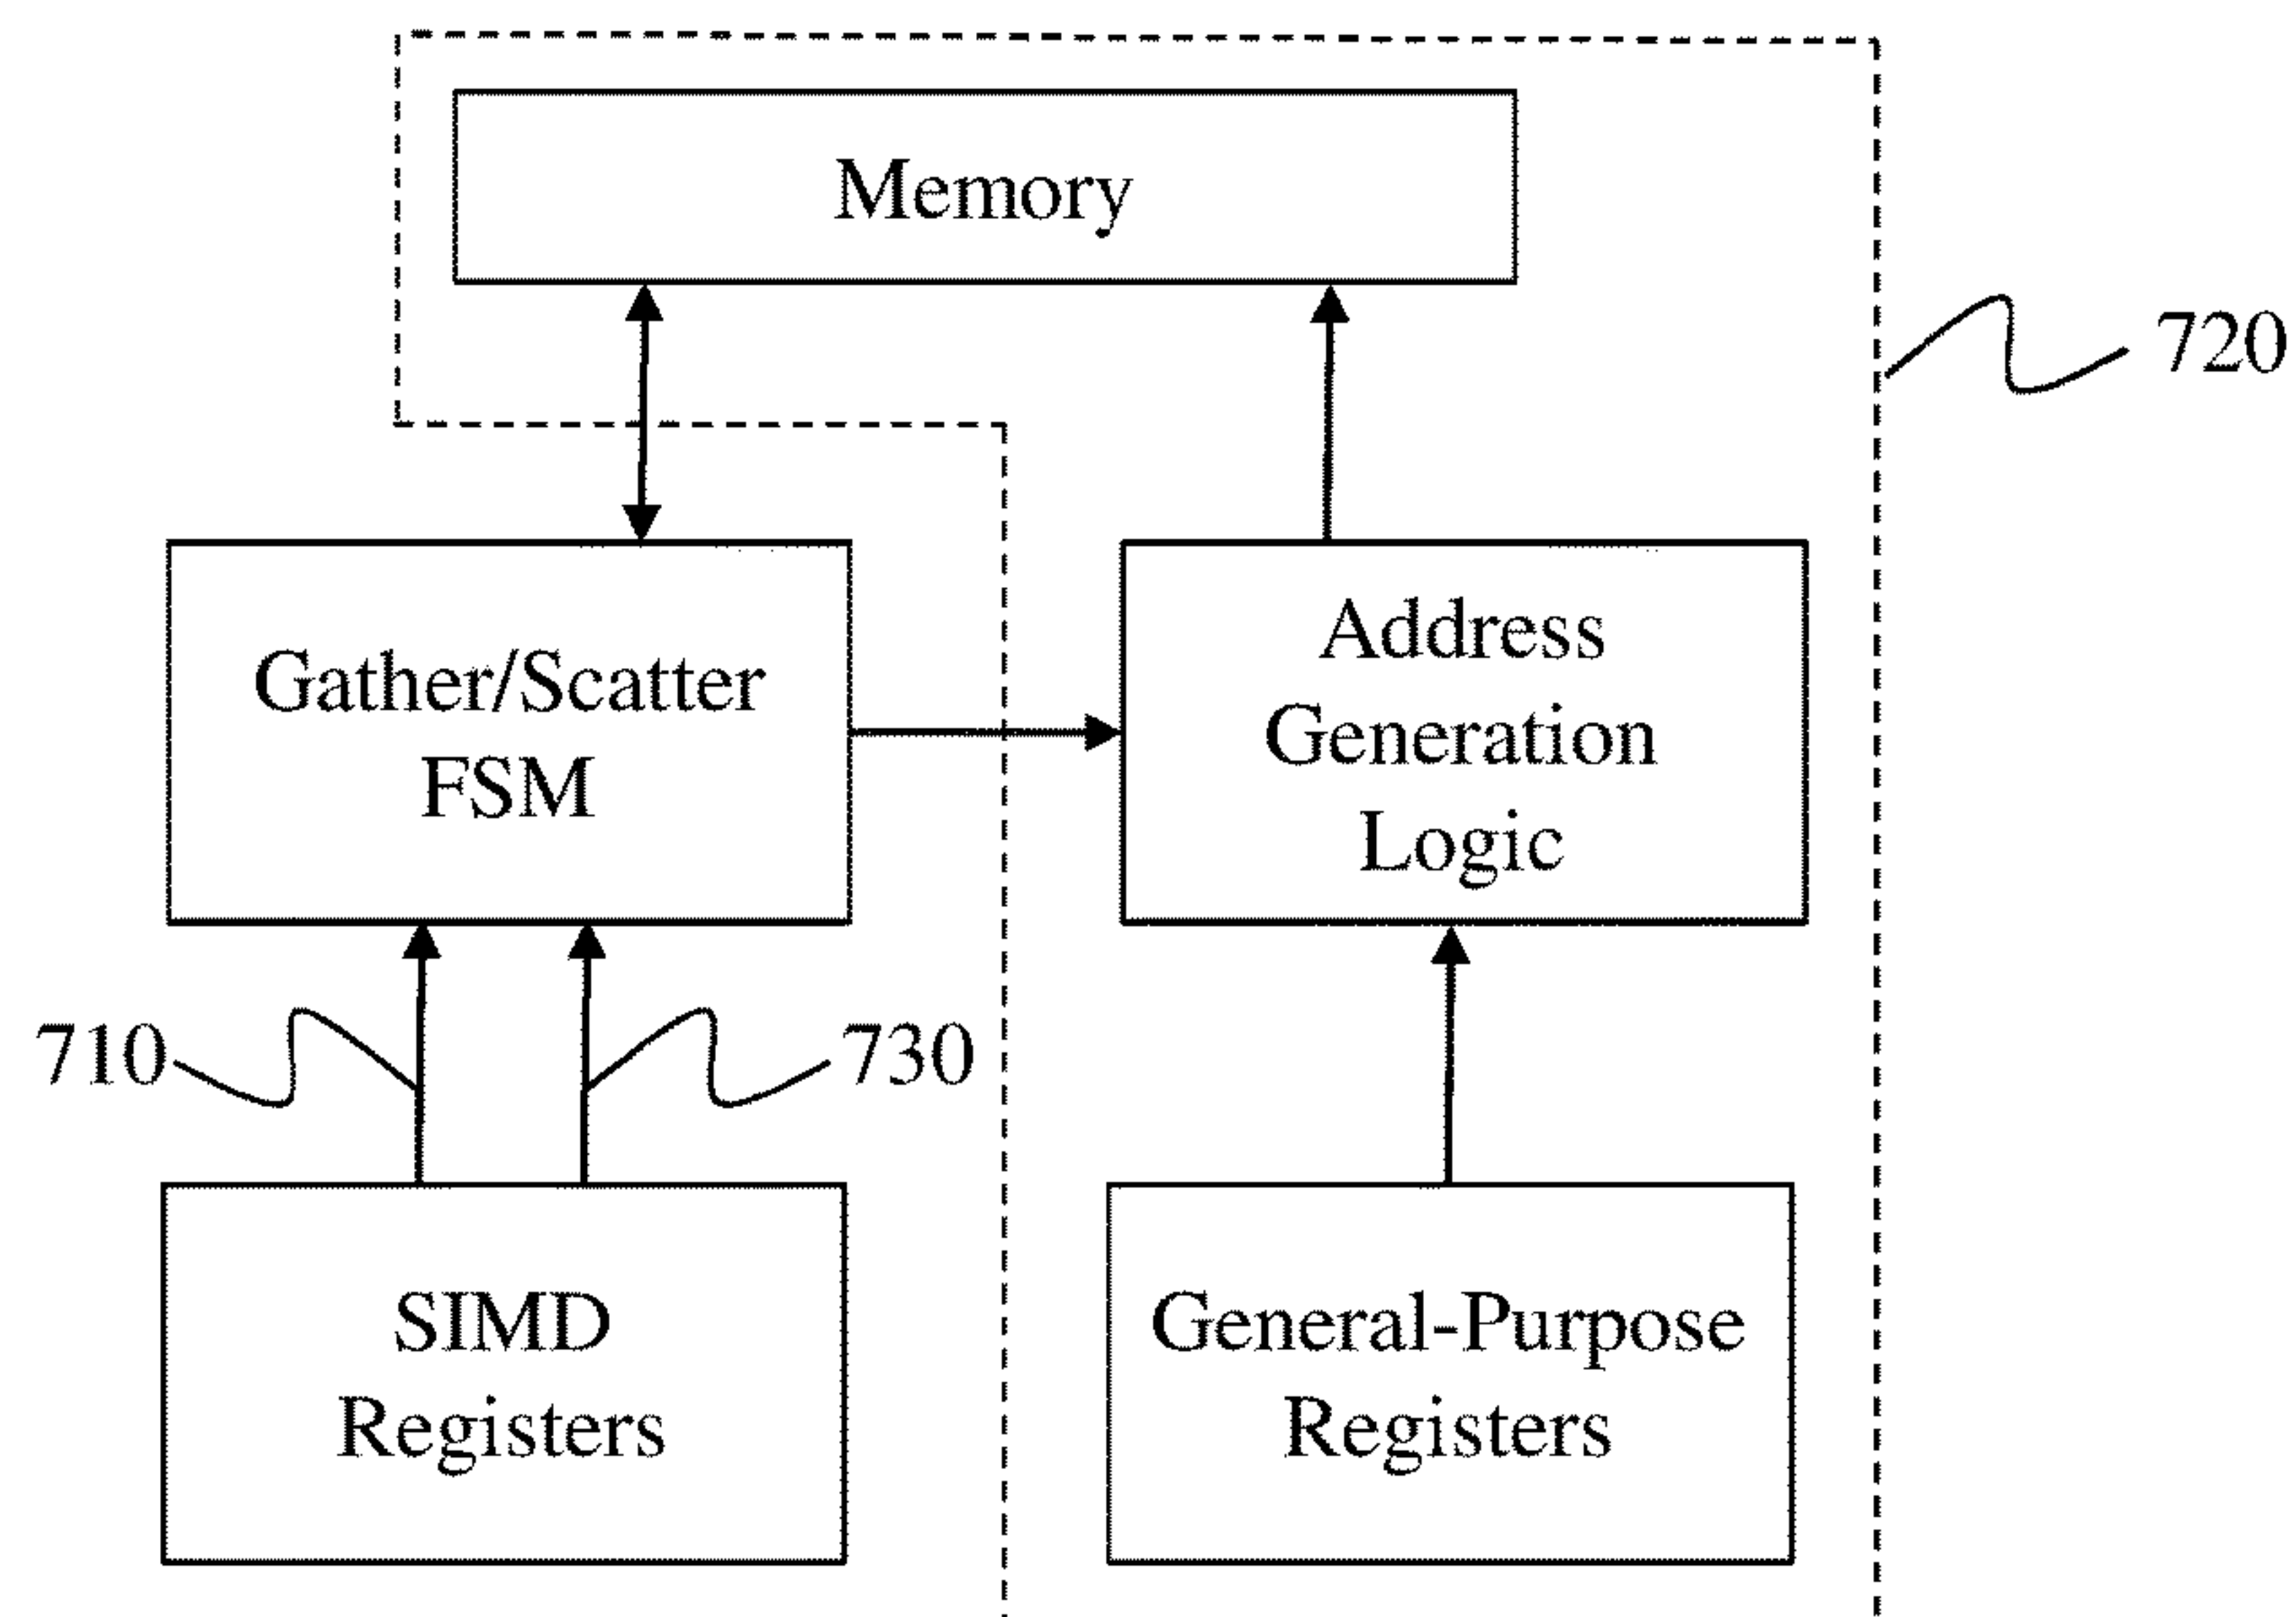 Memory
720
Gather/Scatter
FSM
Address
Generation
Logic
710
730
SIMD
Registers
General-Purpose
Registers